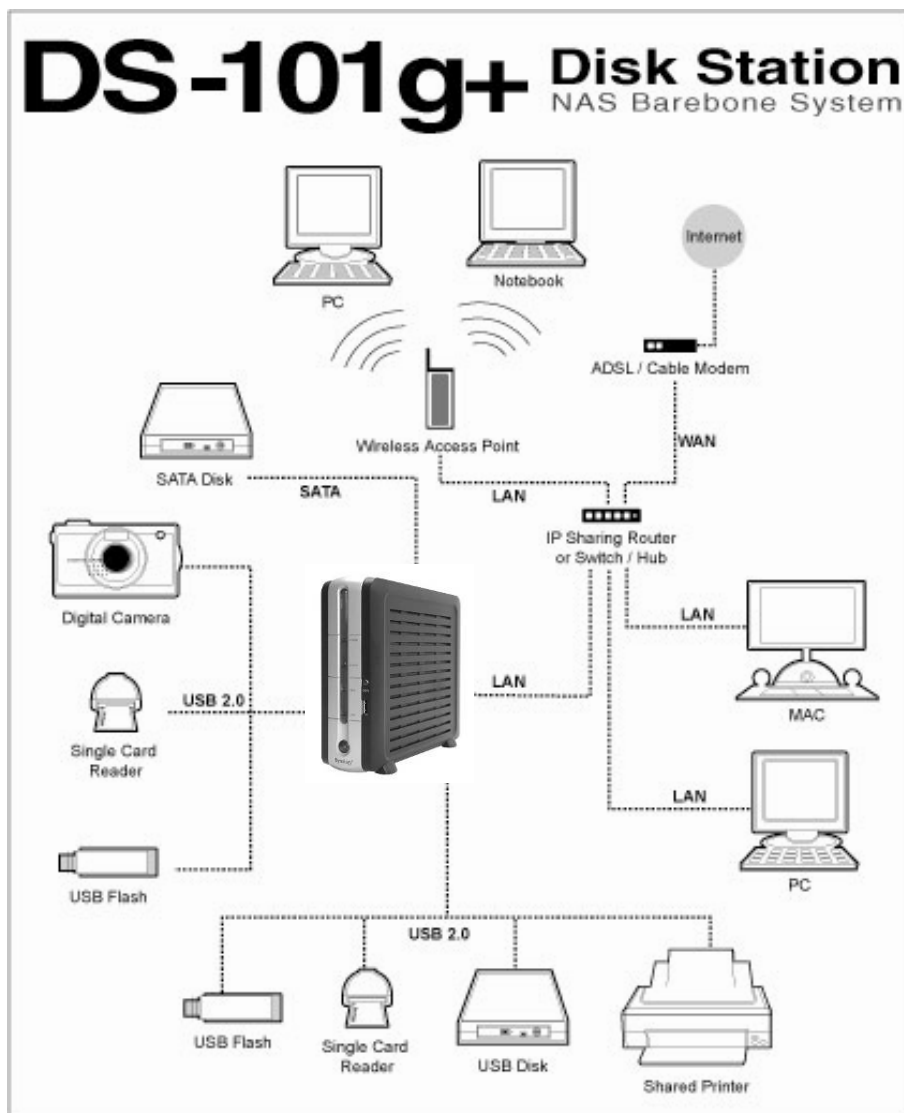 DS-101g+ Disk Station
NAS Barebone System
PC
Notebook
Internet
ADSL / Cable Modem
Wireless Access Point
WAN
SATA Disk
SATA
LAN
IP Sharing Router
or Switch / Hub
Digital Camera
LAN
LAN
USB 2.0
MAC
Single Card
Reader
LAN
PC
USB Flash
USB 2.0
USB Flash
Single Card
Reader
USB Disk
Shared Printer